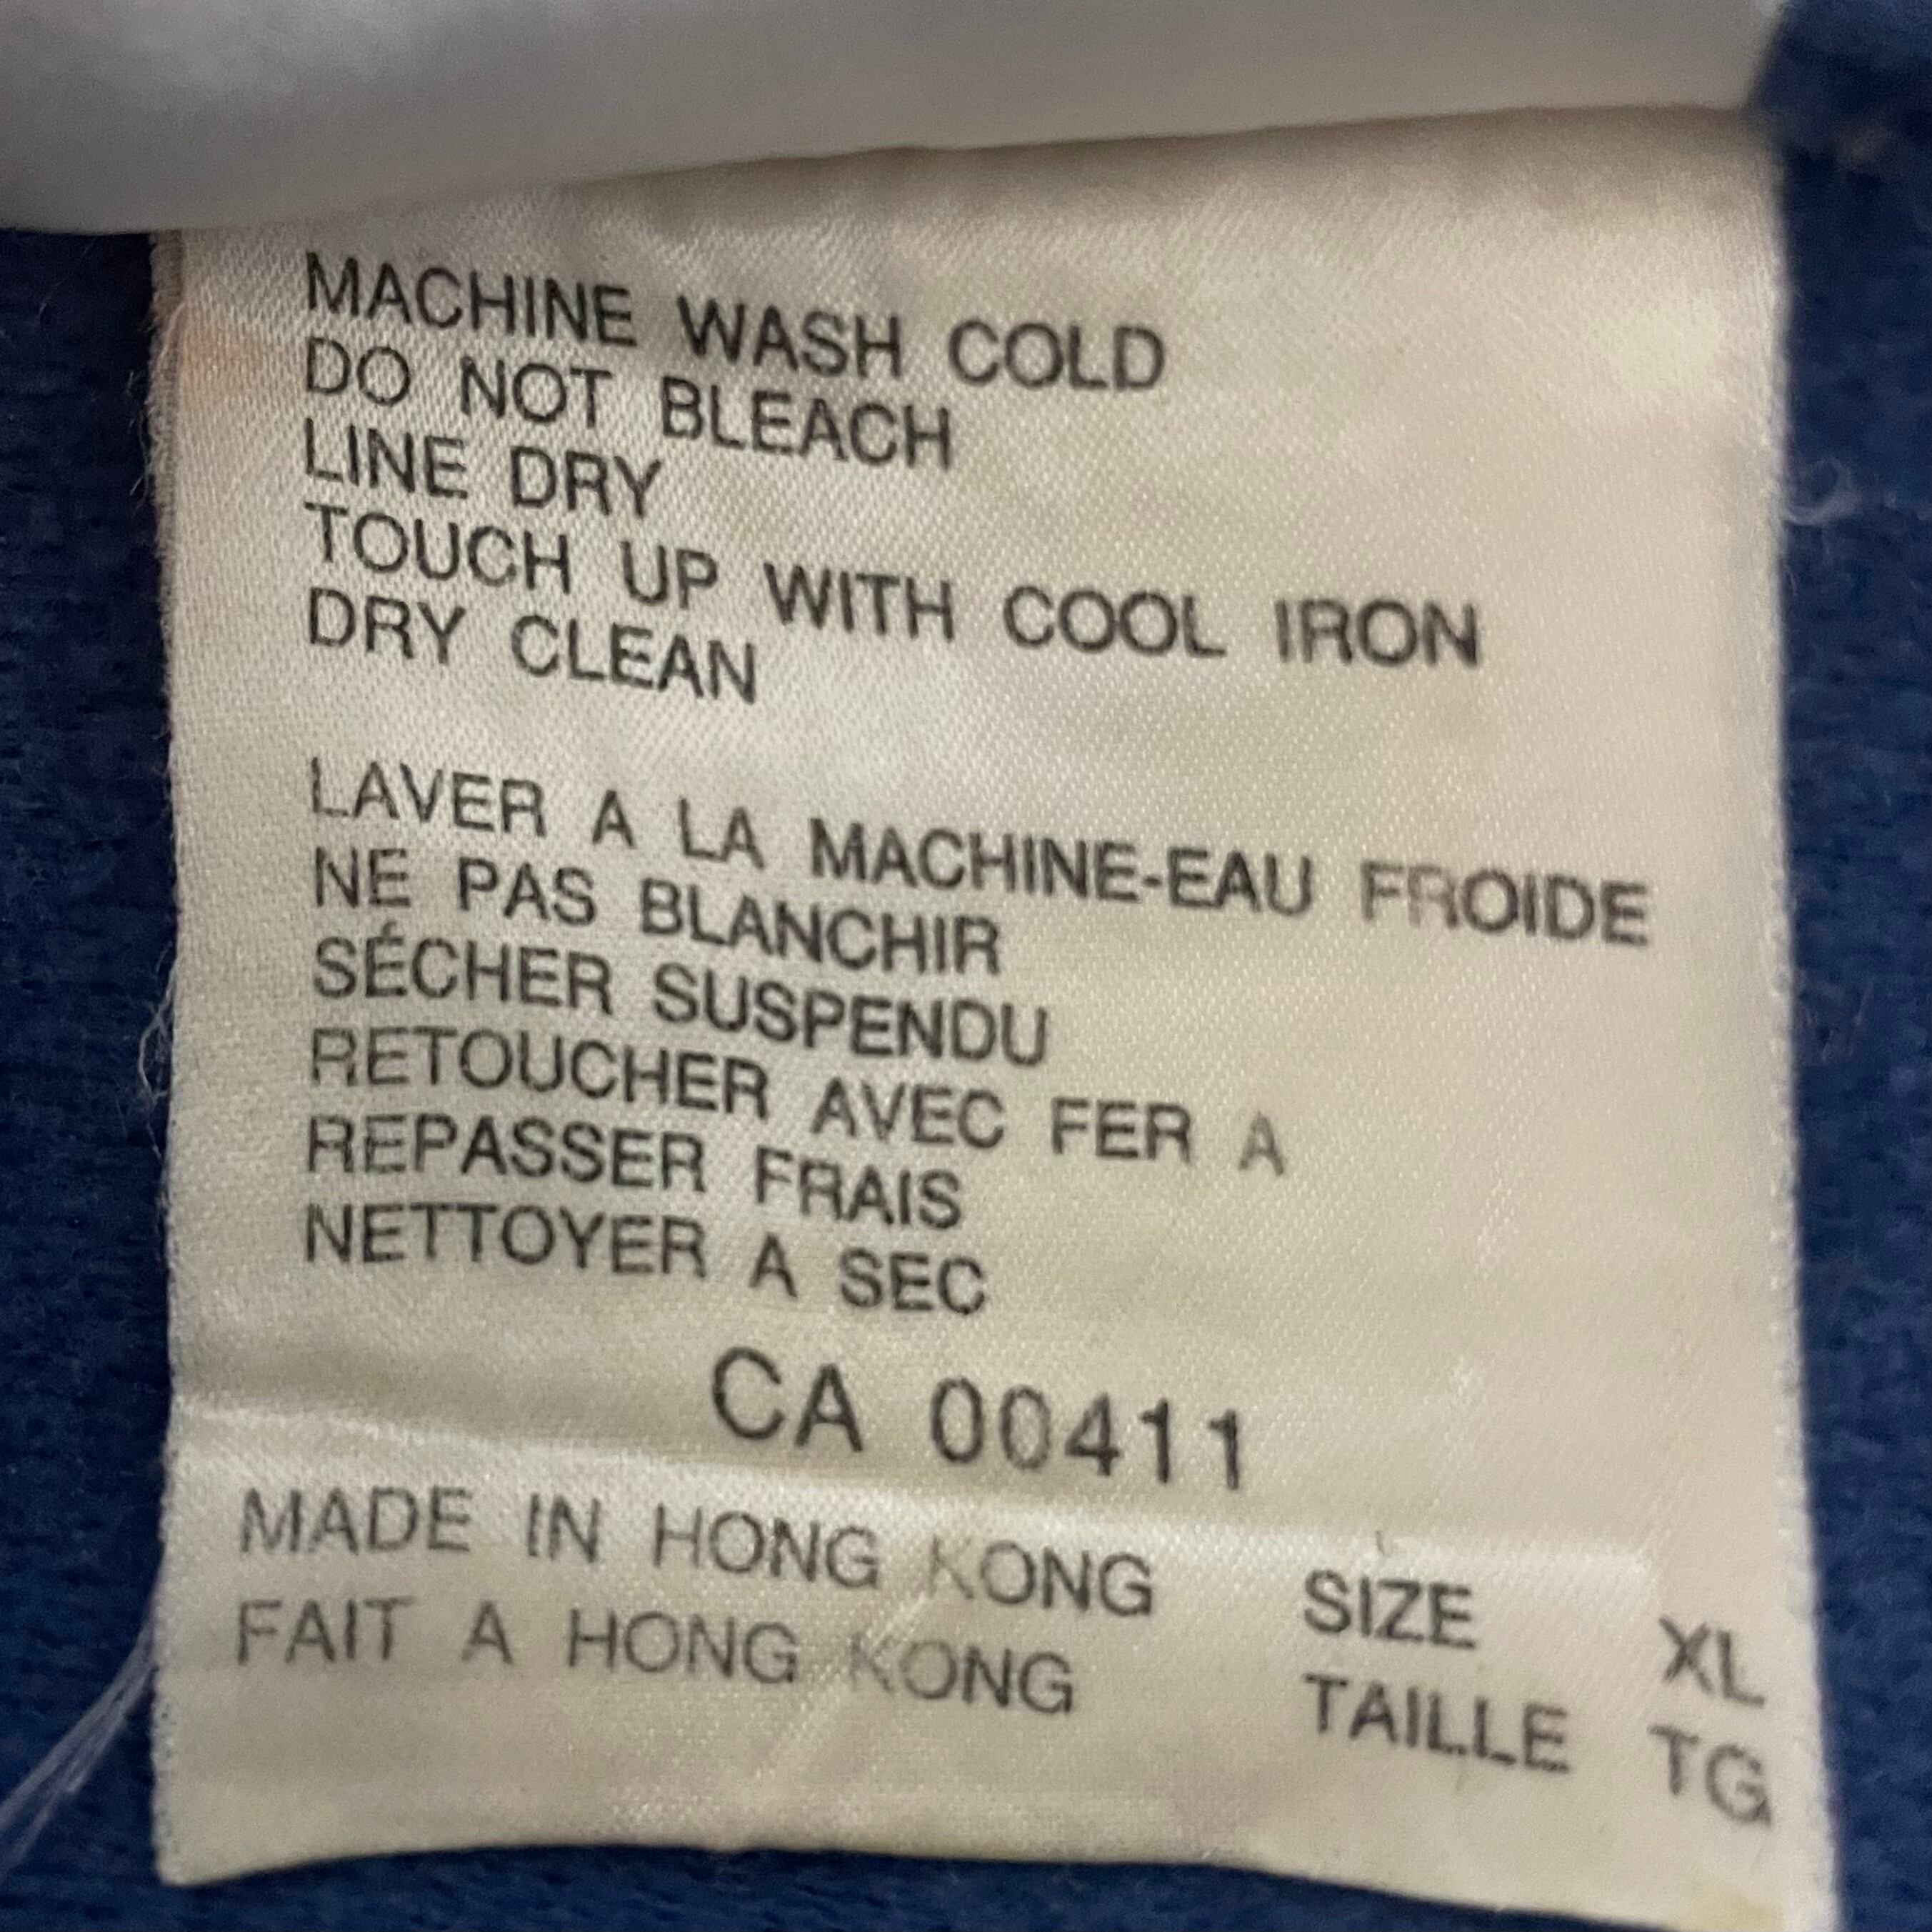 MACHINE WASH COLD
DO NOT BLEACH
LINE DRY
TOUCH UP WITH COOL IRON
DRY CLEAN
LAVER A LA MACHINE-EAU FROIDE
NE PAS BLANCHIR
SÉCHER SUSPENDU
RETOUCHER AVEC FER A
REPASSER FRAIS
NETTOYER A SEC
CA 00411
MADE IN HONG KONG SIZE XL
FAIT A HONG KONG TAILLE TG